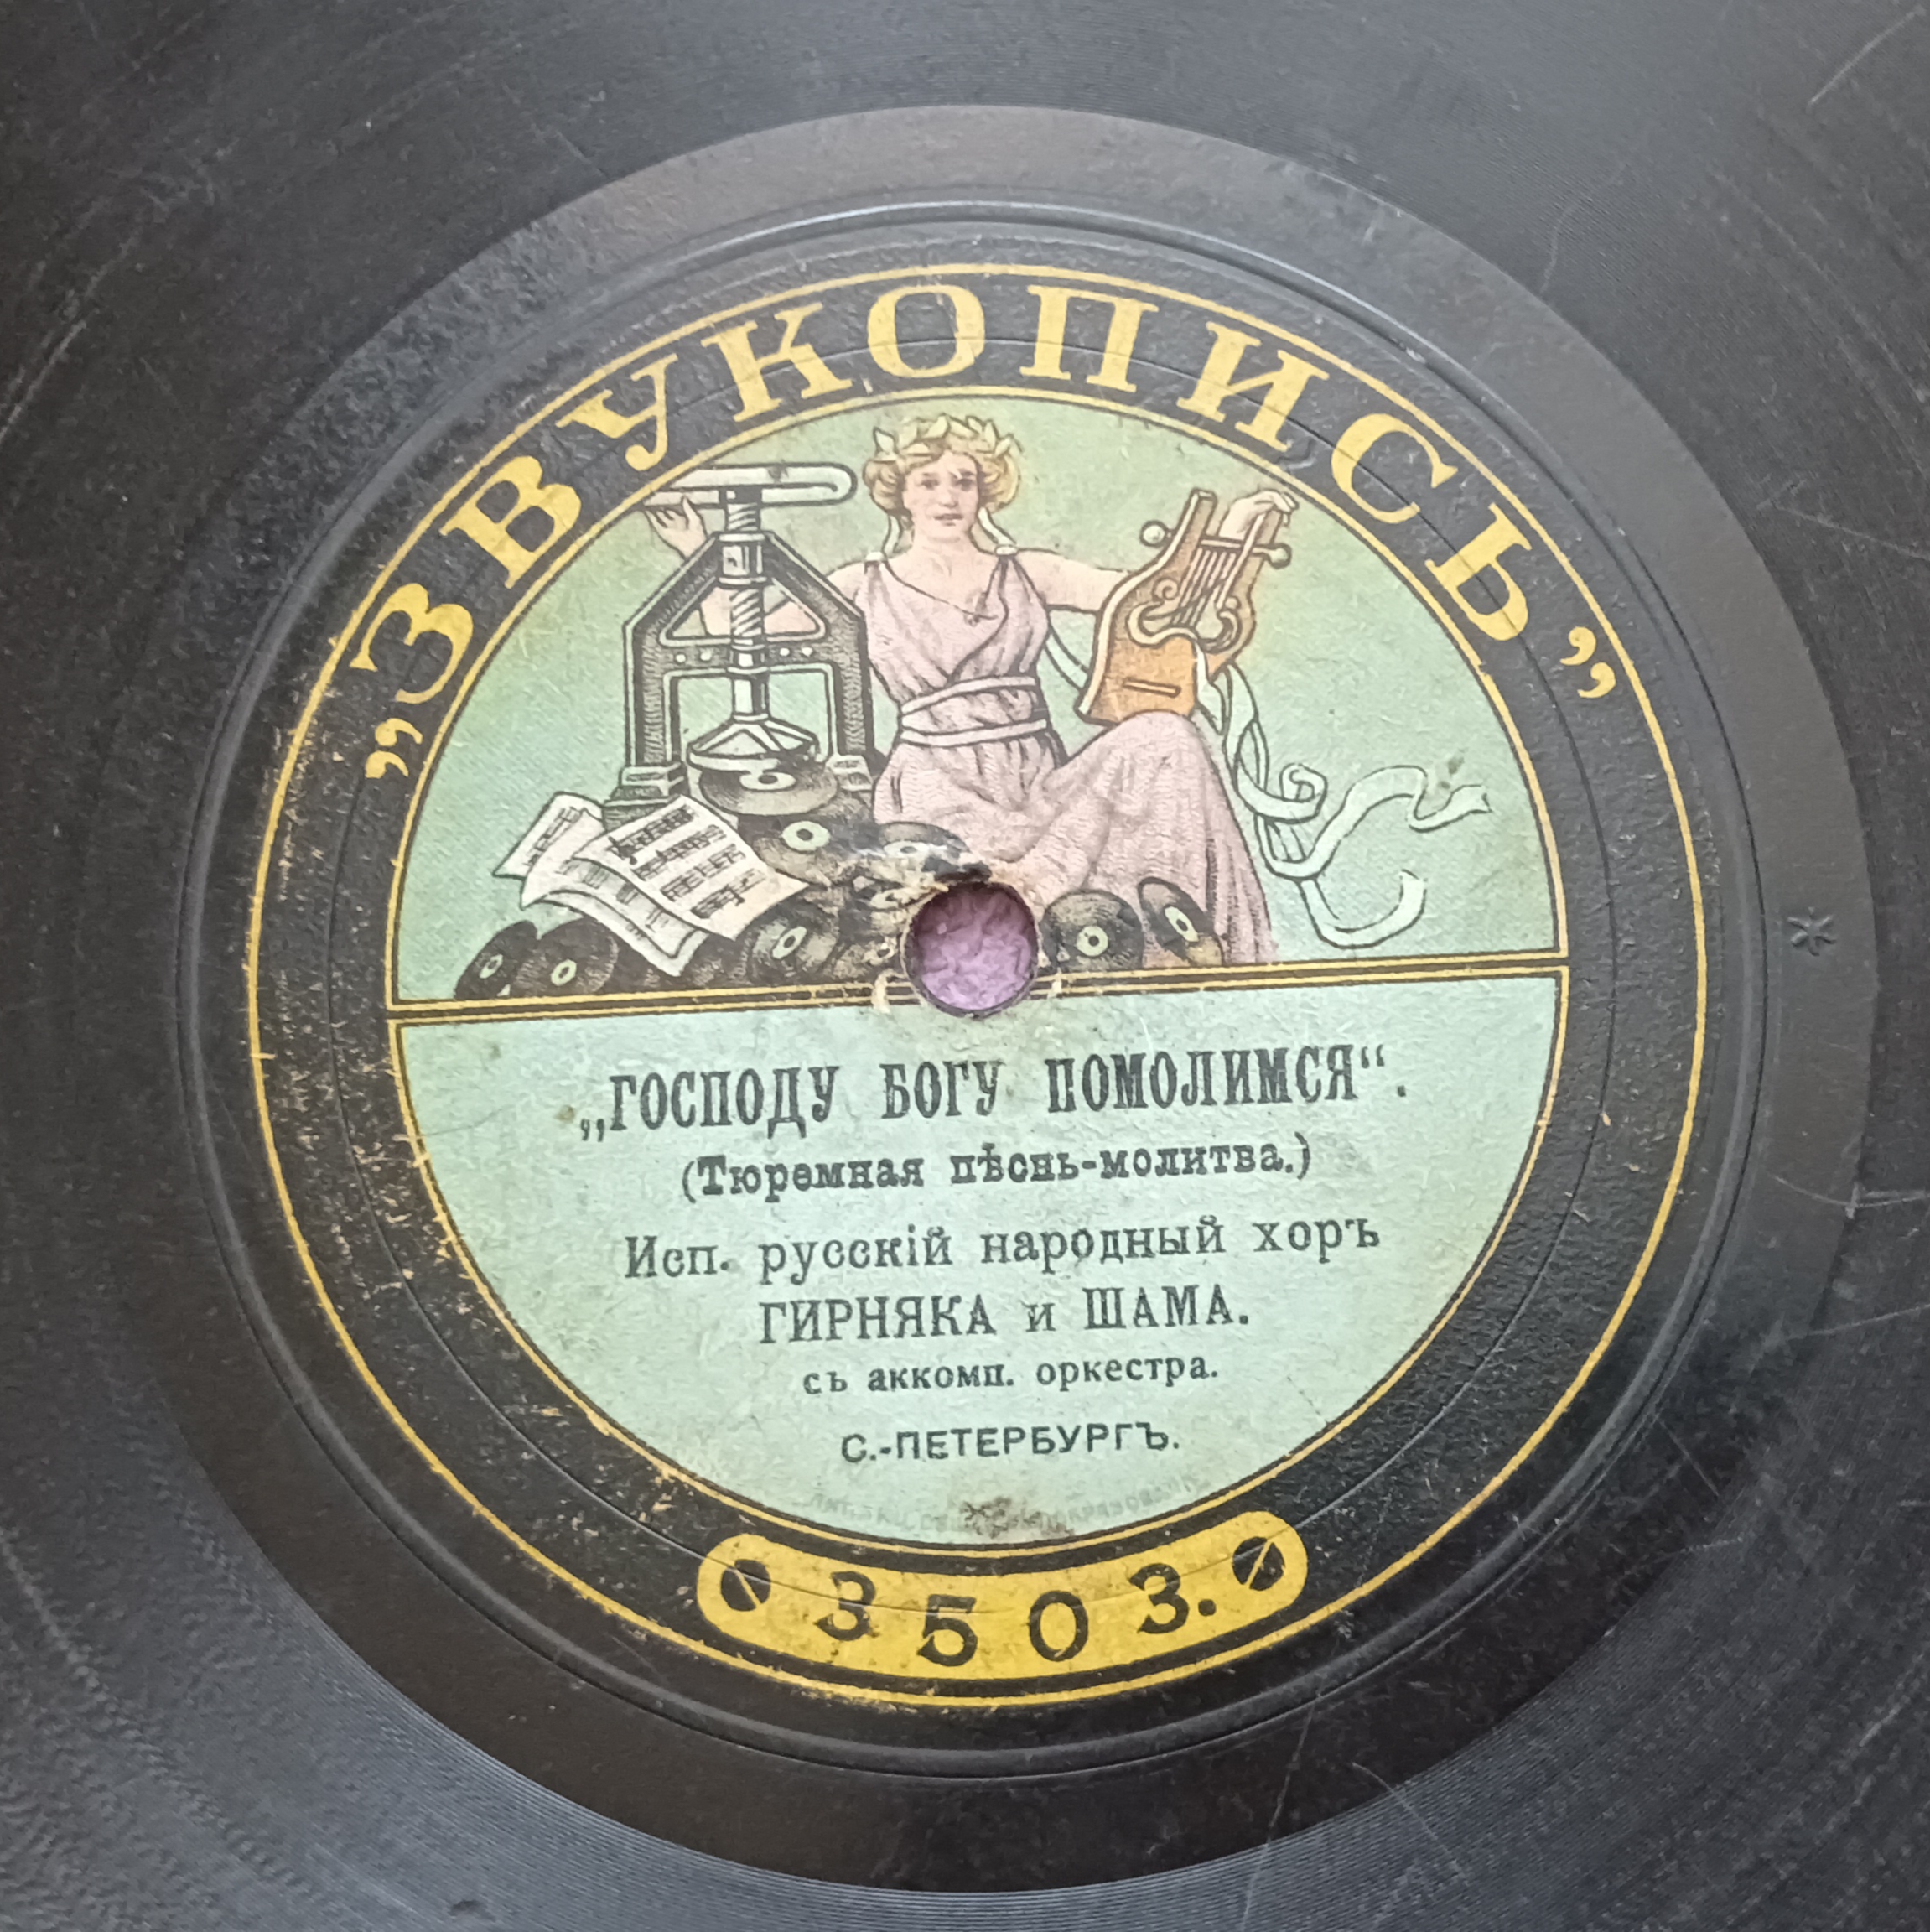 „ЗВУКОПИСЬ”
„ГОСПОДУ БОГУ ПОМОЛИМСЯ“.
(Тюремная пѣснь-молитва.)
Исп. русскій народный хоръ
ГИРНЯКА и ШАМА.
съ аккомп. оркестра.
С.-ПЕТЕРБУРГЪ.
3503.